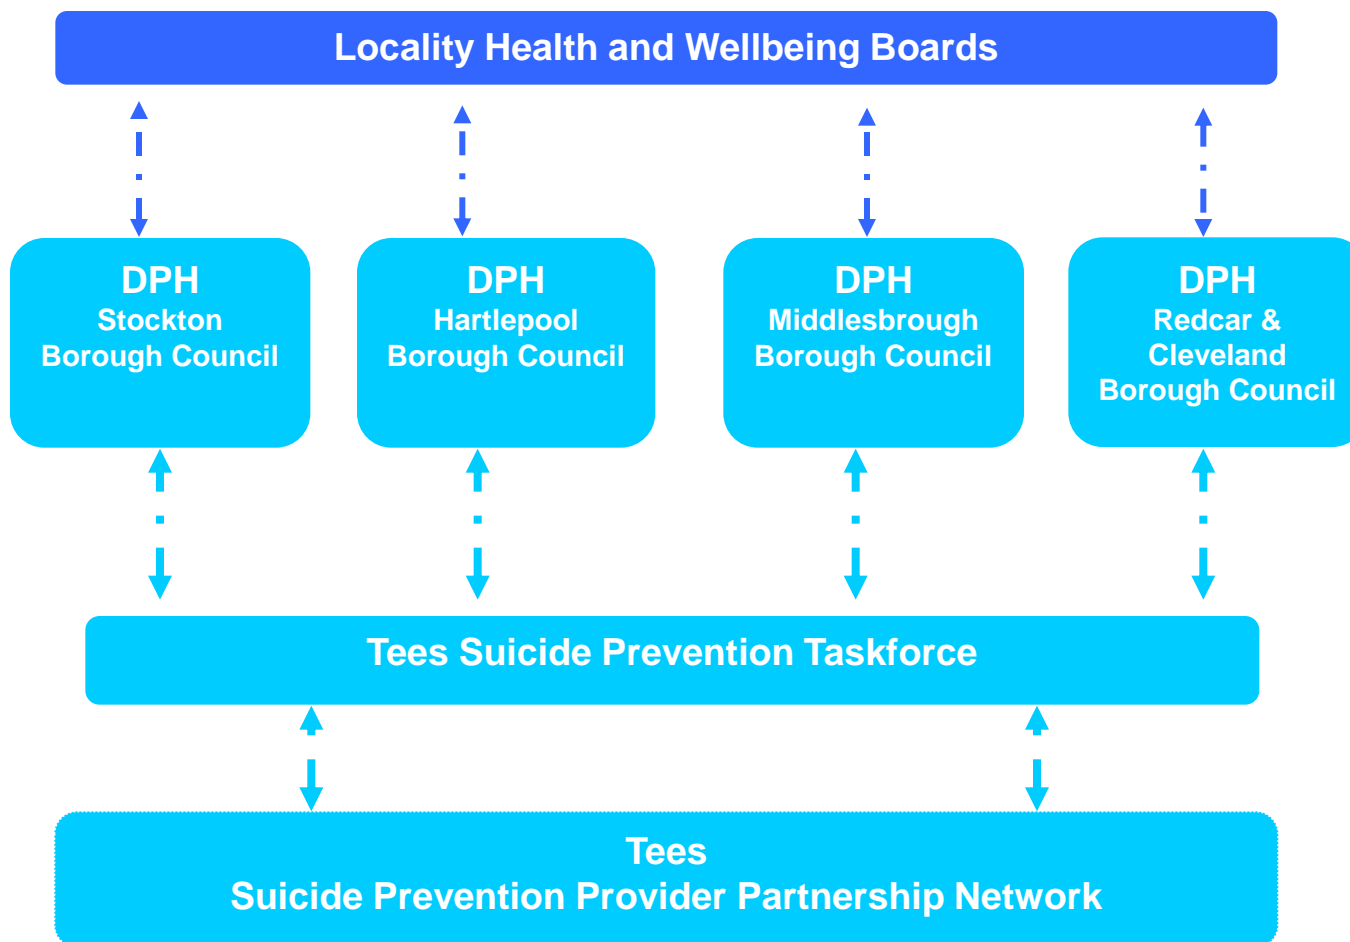 Locality Health and Wellbeing Boards
DPH
Stockton
Borough Council
DPH
Hartlepool
Borough Council
DPH
Middlesbrough
Borough Council
DPH
Redcar &
Cleveland
Borough Council
Tees Suicide Prevention Taskforce
Tees
Suicide Prevention Provider Partnership Network